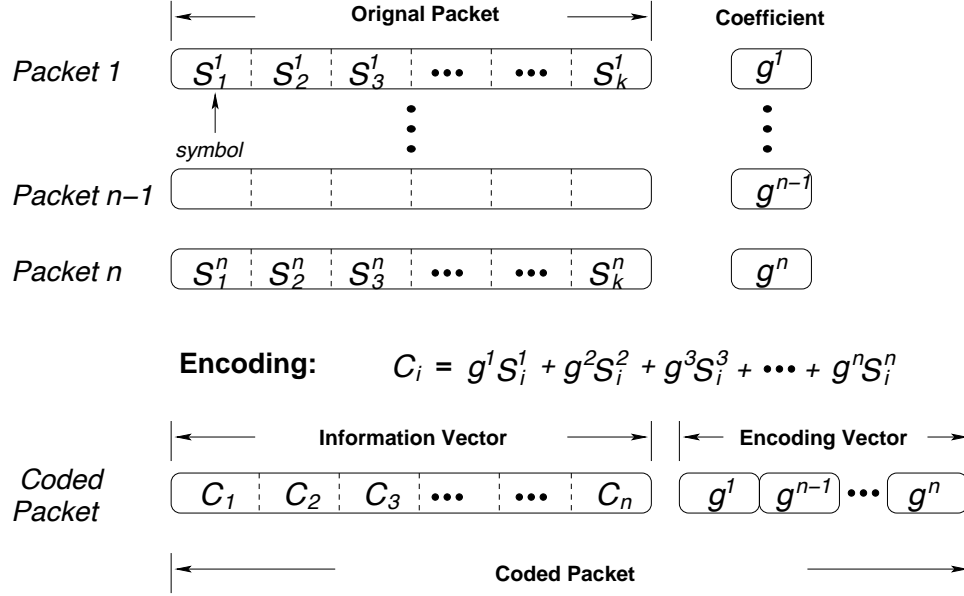 Orignal Packet Coefficient
Packet 1 S₁¹ S₂¹ S₃¹ ••• ••• Sₖ¹ g¹
symbol
Packet n−1 gⁿ⁻¹
Packet n S₁ⁿ S₂ⁿ S₃ⁿ ••• ••• Sₖⁿ gⁿ
Encoding: Cᵢ = g¹Sᵢ¹ + g²Sᵢ² + g³Sᵢ³ + ••• + gⁿSᵢⁿ
Information Vector Encoding Vector
Coded
Packet C₁ C₂ C₃ ••• ••• Cₙ g¹ gⁿ⁻¹ ••• gⁿ
Coded Packet